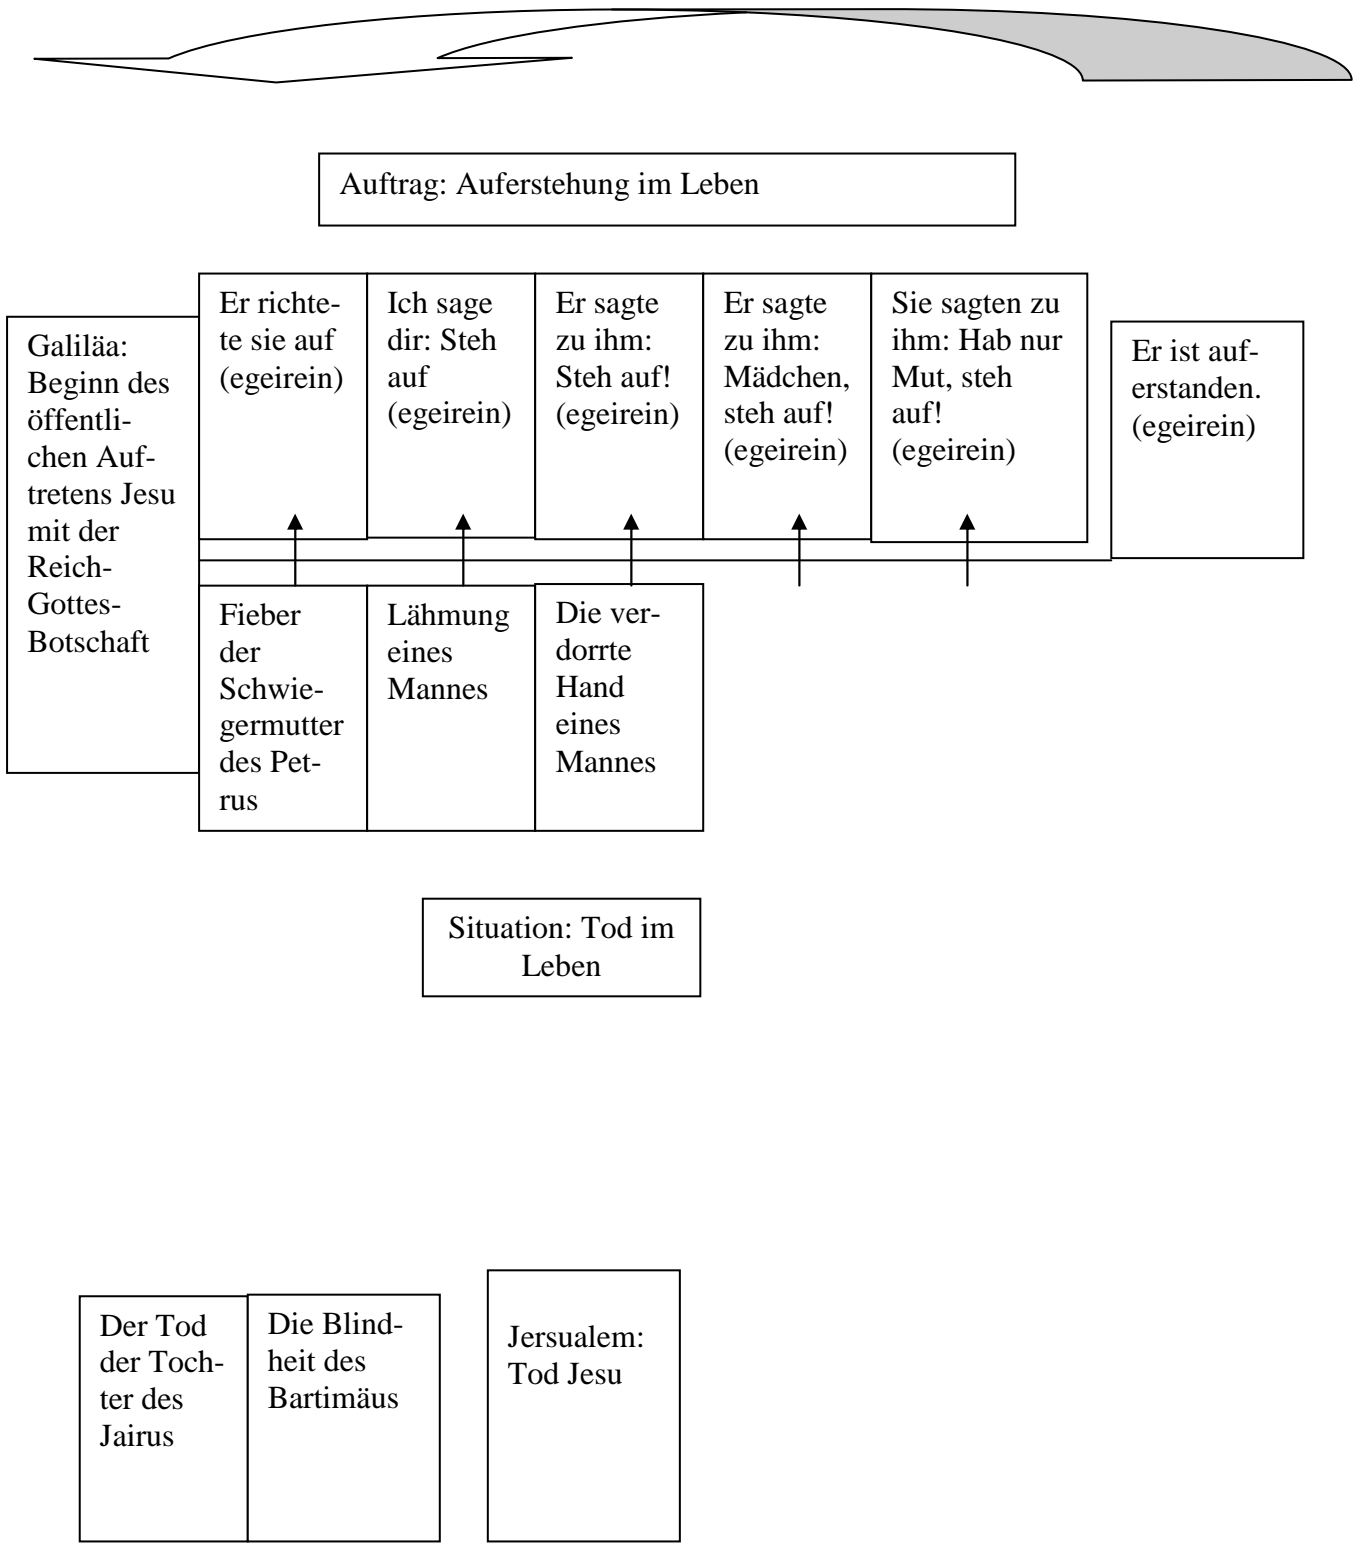 Auftrag: Auferstehung im Leben
Galiläa:
Beginn des
öffentli-
chen Auf-
tretens Jesu
mit der
Reich-
Gottes-
Botschaft
Er richte-
te sie auf
(egeirein)
Ich sage
dir: Steh
auf
(egeirein)
Er sagte
zu ihm:
Steh auf!
(egeirein)
Er sagte
zu ihm:
Mädchen,
steh auf!
(egeirein)
Sie sagten zu
ihm: Hab nur
Mut, steh
auf!
(egeirein)
Er ist auf-
erstanden.
(egeirein)
Fieber
der
Schwie-
germutter
des Pet-
rus
Lähmung
eines
Mannes
Die ver-
dorrte
Hand
eines
Mannes
Situation: Tod im
Leben
Der Tod
der Toch-
ter des
Jairus
Die Blind-
heit des
Bartimäus
Jersualem:
Tod Jesu